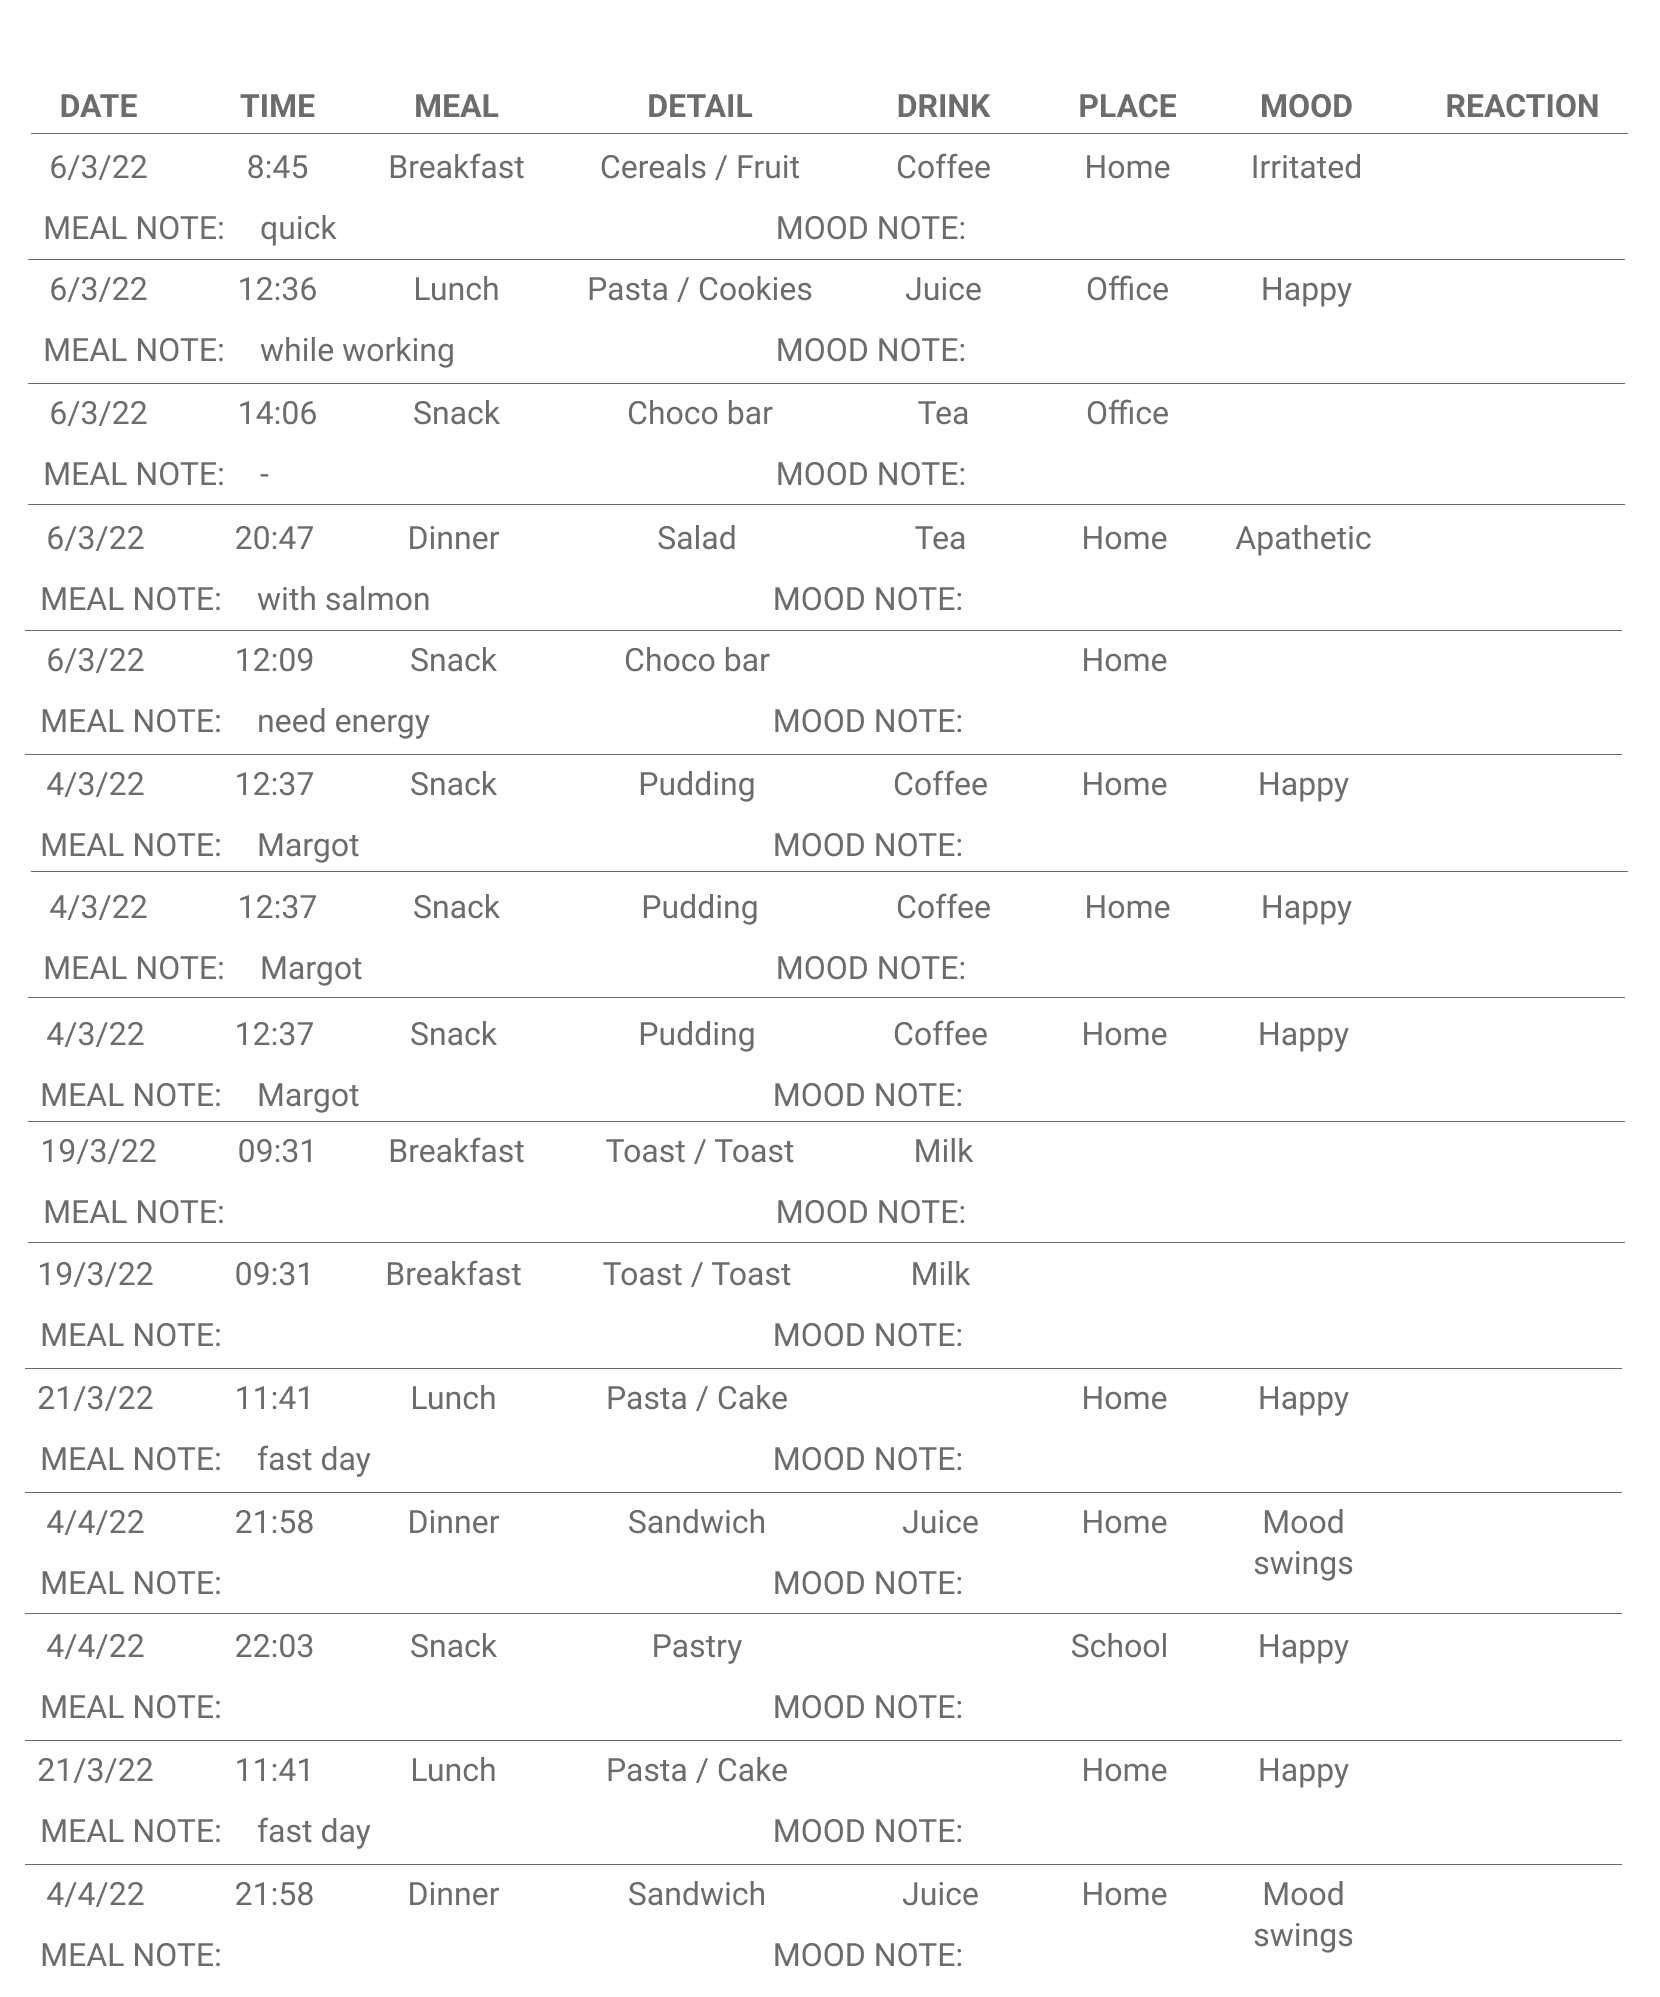 DATE TIME MEAL DETAIL DRINK PLACE MOOD REACTION
6/3/22 8:45 Breakfast Cereals / Fruit Coffee Home Irritated
MEAL NOTE: quick MOOD NOTE:
6/3/22 12:36 Lunch Pasta / Cookies Juice Office Happy
MEAL NOTE: while working MOOD NOTE:
6/3/22 14:06 Snack Choco bar Tea Office
MEAL NOTE: - MOOD NOTE:
6/3/22 20:47 Dinner Salad Tea Home Apathetic
MEAL NOTE: with salmon MOOD NOTE:
6/3/22 12:09 Snack Choco bar Home
MEAL NOTE: need energy MOOD NOTE:
4/3/22 12:37 Snack Pudding Coffee Home Happy
MEAL NOTE: Margot MOOD NOTE:
4/3/22 12:37 Snack Pudding Coffee Home Happy
MEAL NOTE: Margot MOOD NOTE:
4/3/22 12:37 Snack Pudding Coffee Home Happy
MEAL NOTE: Margot MOOD NOTE:
19/3/22 09:31 Breakfast Toast / Toast Milk
MEAL NOTE: MOOD NOTE:
19/3/22 09:31 Breakfast Toast / Toast Milk
MEAL NOTE: MOOD NOTE:
21/3/22 11:41 Lunch Pasta / Cake Home Happy
MEAL NOTE: fast day MOOD NOTE:
4/4/22 21:58 Dinner Sandwich Juice Home Mood
swings
MEAL NOTE: MOOD NOTE:
4/4/22 22:03 Snack Pastry School Happy
MEAL NOTE: MOOD NOTE:
21/3/22 11:41 Lunch Pasta / Cake Home Happy
MEAL NOTE: fast day MOOD NOTE:
4/4/22 21:58 Dinner Sandwich Juice Home Mood
swings
MEAL NOTE: MOOD NOTE: